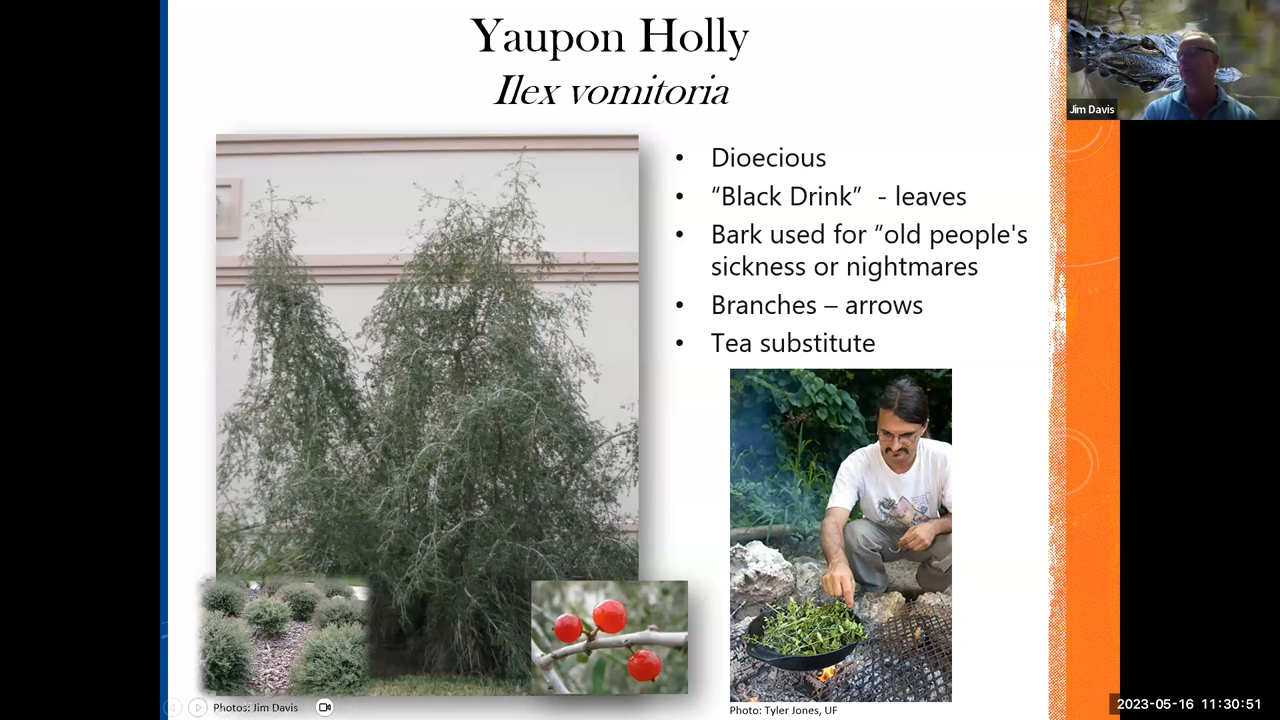 Yaupon Holly
Ilex vomitoria
Jim Davis
• Dioecious
• “Black Drink” - leaves
• Bark used for “old people's
sickness or nightmares
• Branches – arrows
• Tea substitute
Photos: Jim Davis
Photo: Tyler Jones, UF
2023-05-16 11:30:51